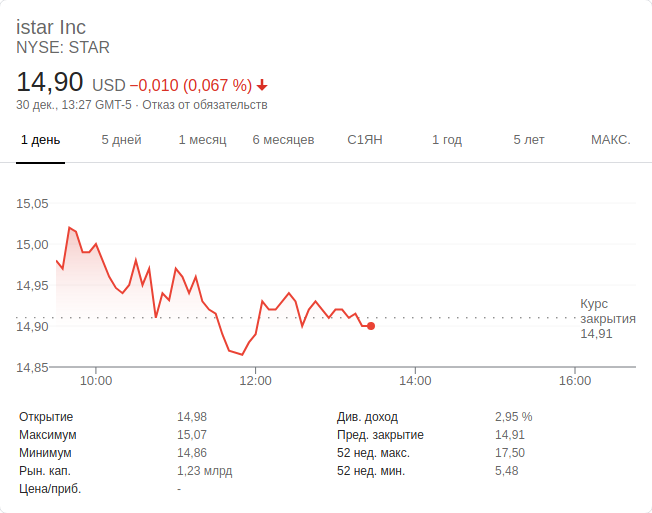 istar Inc
NYSE: STAR
14,90 USD −0,010 (0,067 %)
30 дек., 13:27 GMT-5 · Отказ от обязательств
1 день 5 дней 1 месяц 6 месяцев С1ЯН 1 год 5 лет МАКС.
15,05
15,00
14,95
14,90
14,85
Курс
закрытия
14,91
10:00 12:00 14:00 16:00
Открытие 14,98 Див. доход 2,95 %
Максимум 15,07 Пред. закрытие 14,91
Минимум 14,86 52 нед. макс. 17,50
Рын. кап. 1,23 млрд 52 нед. мин. 5,48
Цена/приб. -